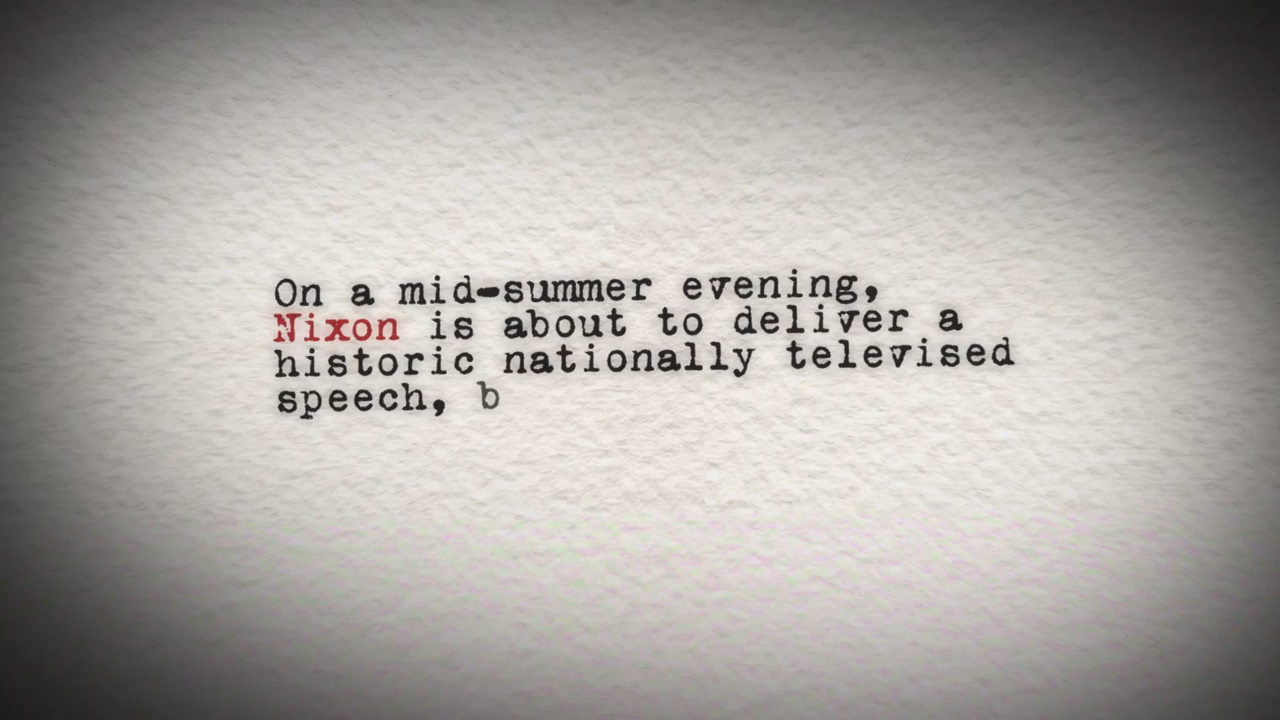 On a mid-summer evening,
Nixon is about to deliver a
historic nationally televised
speech, b